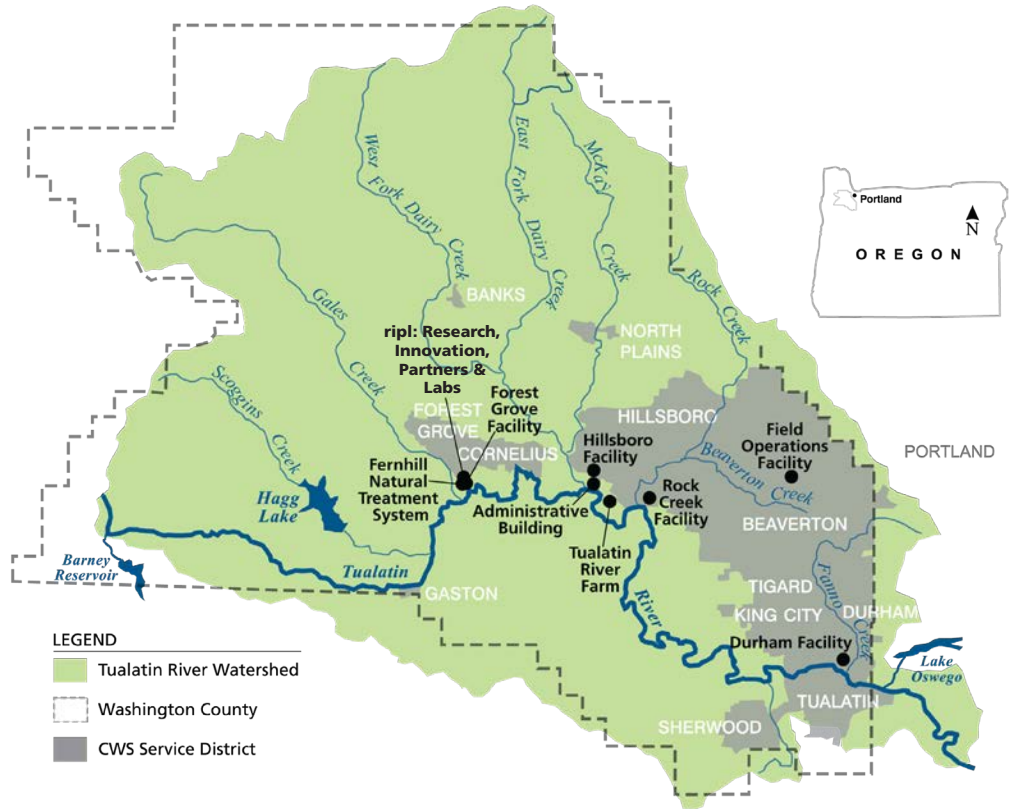 West Fork Dairy Creek
East Fork Dairy Creek
McKay Creek
Rock Creek
Portland
N
OREGON
BANKS
Gales Creek
NORTH
PLAINS
ripl: Research,
Innovation,
Partners &
Labs
Scoggins Creek
Forest
Grove
Facility
FOREST
GROVE
CORNELIUS
HILLSBORO
Hillsboro
Facility
Field
Operations
Facility
PORTLAND
Beaverton Creek
Fernhill
Natural
Treatment
System
Hagg
Lake
Administrative
Building
Rock
Creek
Facility
BEAVERTON
Tualatin
River
Farm
Barney
Reservoir
Tualatin River
GASTON
TIGARD
Fanno Creek
KING CITY
DURHAM
Durham Facility
Lake
Oswego
TUALATIN
SHERWOOD
LEGEND
Tualatin River Watershed
Washington County
CWS Service District